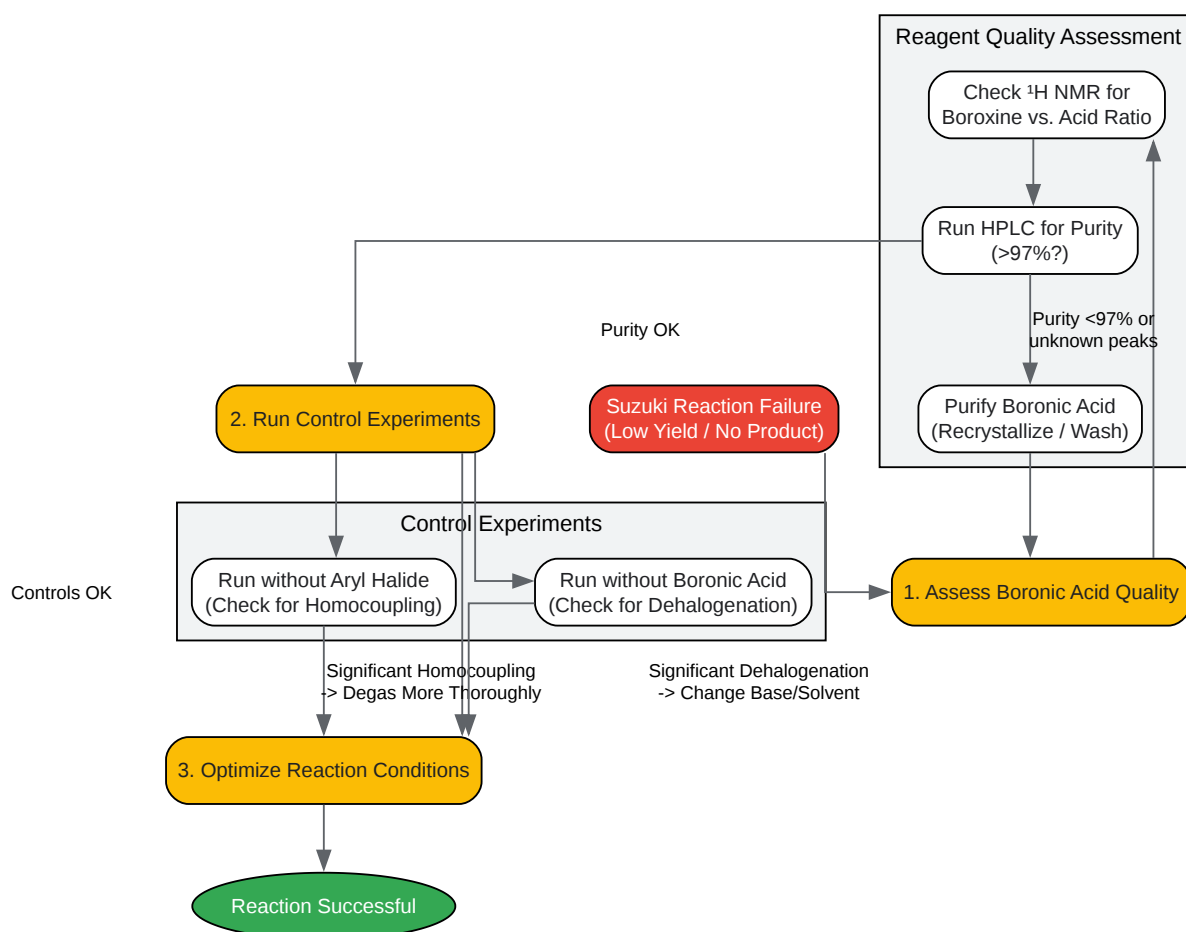 Reagent Quality Assessment
Check ¹H NMR for
Boroxine vs. Acid Ratio
Run HPLC for Purity
(>97%?)
Purity OK
Purity <97% or
unknown peaks
2. Run Control Experiments
Suzuki Reaction Failure
(Low Yield / No Product)
Purify Boronic Acid
(Recrystallize / Wash)
Control Experiments
Controls OK
Run without Aryl Halide
(Check for Homocoupling)
Run without Boronic Acid
(Check for Dehalogenation)
1. Assess Boronic Acid Quality
Significant Homocoupling
-> Degas More Thoroughly
Significant Dehalogenation
-> Change Base/Solvent
3. Optimize Reaction Conditions
Reaction Successful